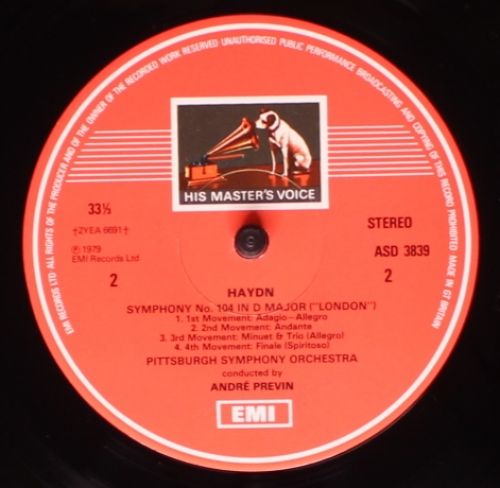 EMI RECORDS LTD ALL RIGHTS OF THE PRODUCER AND OF THE OWNER OF THE RECORDED WORK RESERVED UNAUTHORISED PUBLIC PERFORMANCE BROADCASTING AND COPYING OF THIS RECORD PROHIBITED MADE IN GT BRITAIN
HIS MASTER'S VOICE
33⅓
STEREO
†2YEA 6691†
ASD 3839
℗ 1979
EMI Records Ltd
2
2
HAYDN
SYMPHONY No. 104 IN D MAJOR ("LONDON")
1. 1st Movement: Adagio–Allegro
2. 2nd Movement: Andante
3. 3rd Movement: Minuet & Trio (Allegro)
4. 4th Movement: Finale (Spiritoso)
PITTSBURGH SYMPHONY ORCHESTRA
conducted by
ANDRÉ PREVIN
EMI